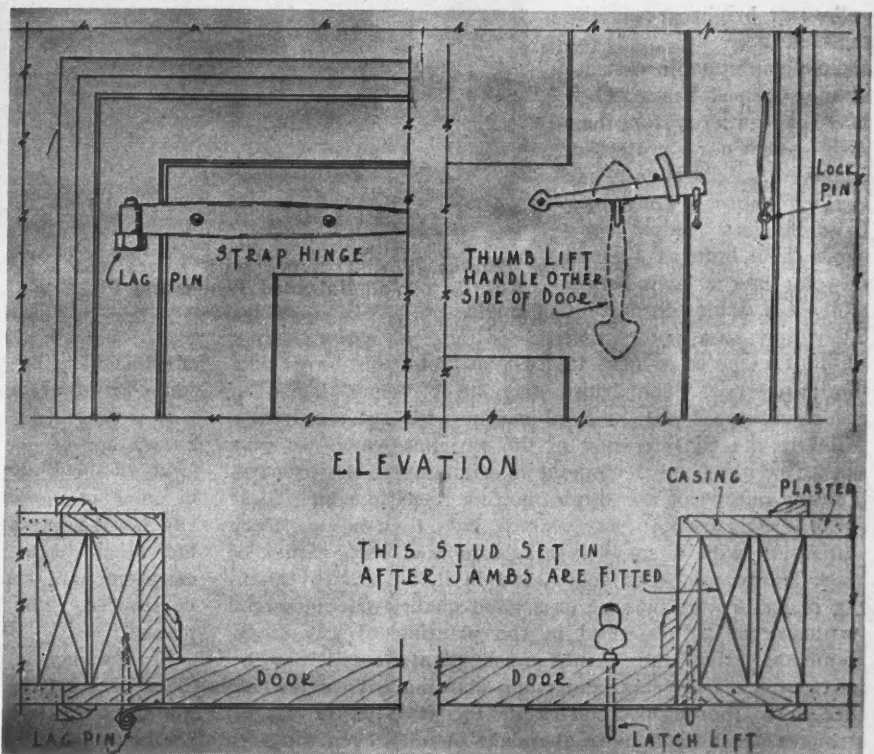 LOCK
PIN
STRAP HINGE
LAG PIN
THUMB LIFT
HANDLE OTHER
SIDE OF DOOR
ELEVATION
CASING
PLASTER
THIS STUD SET IN
AFTER JAMBS ARE FITTED
DOOR
DOOR
LAG PIN
LATCH LIFT